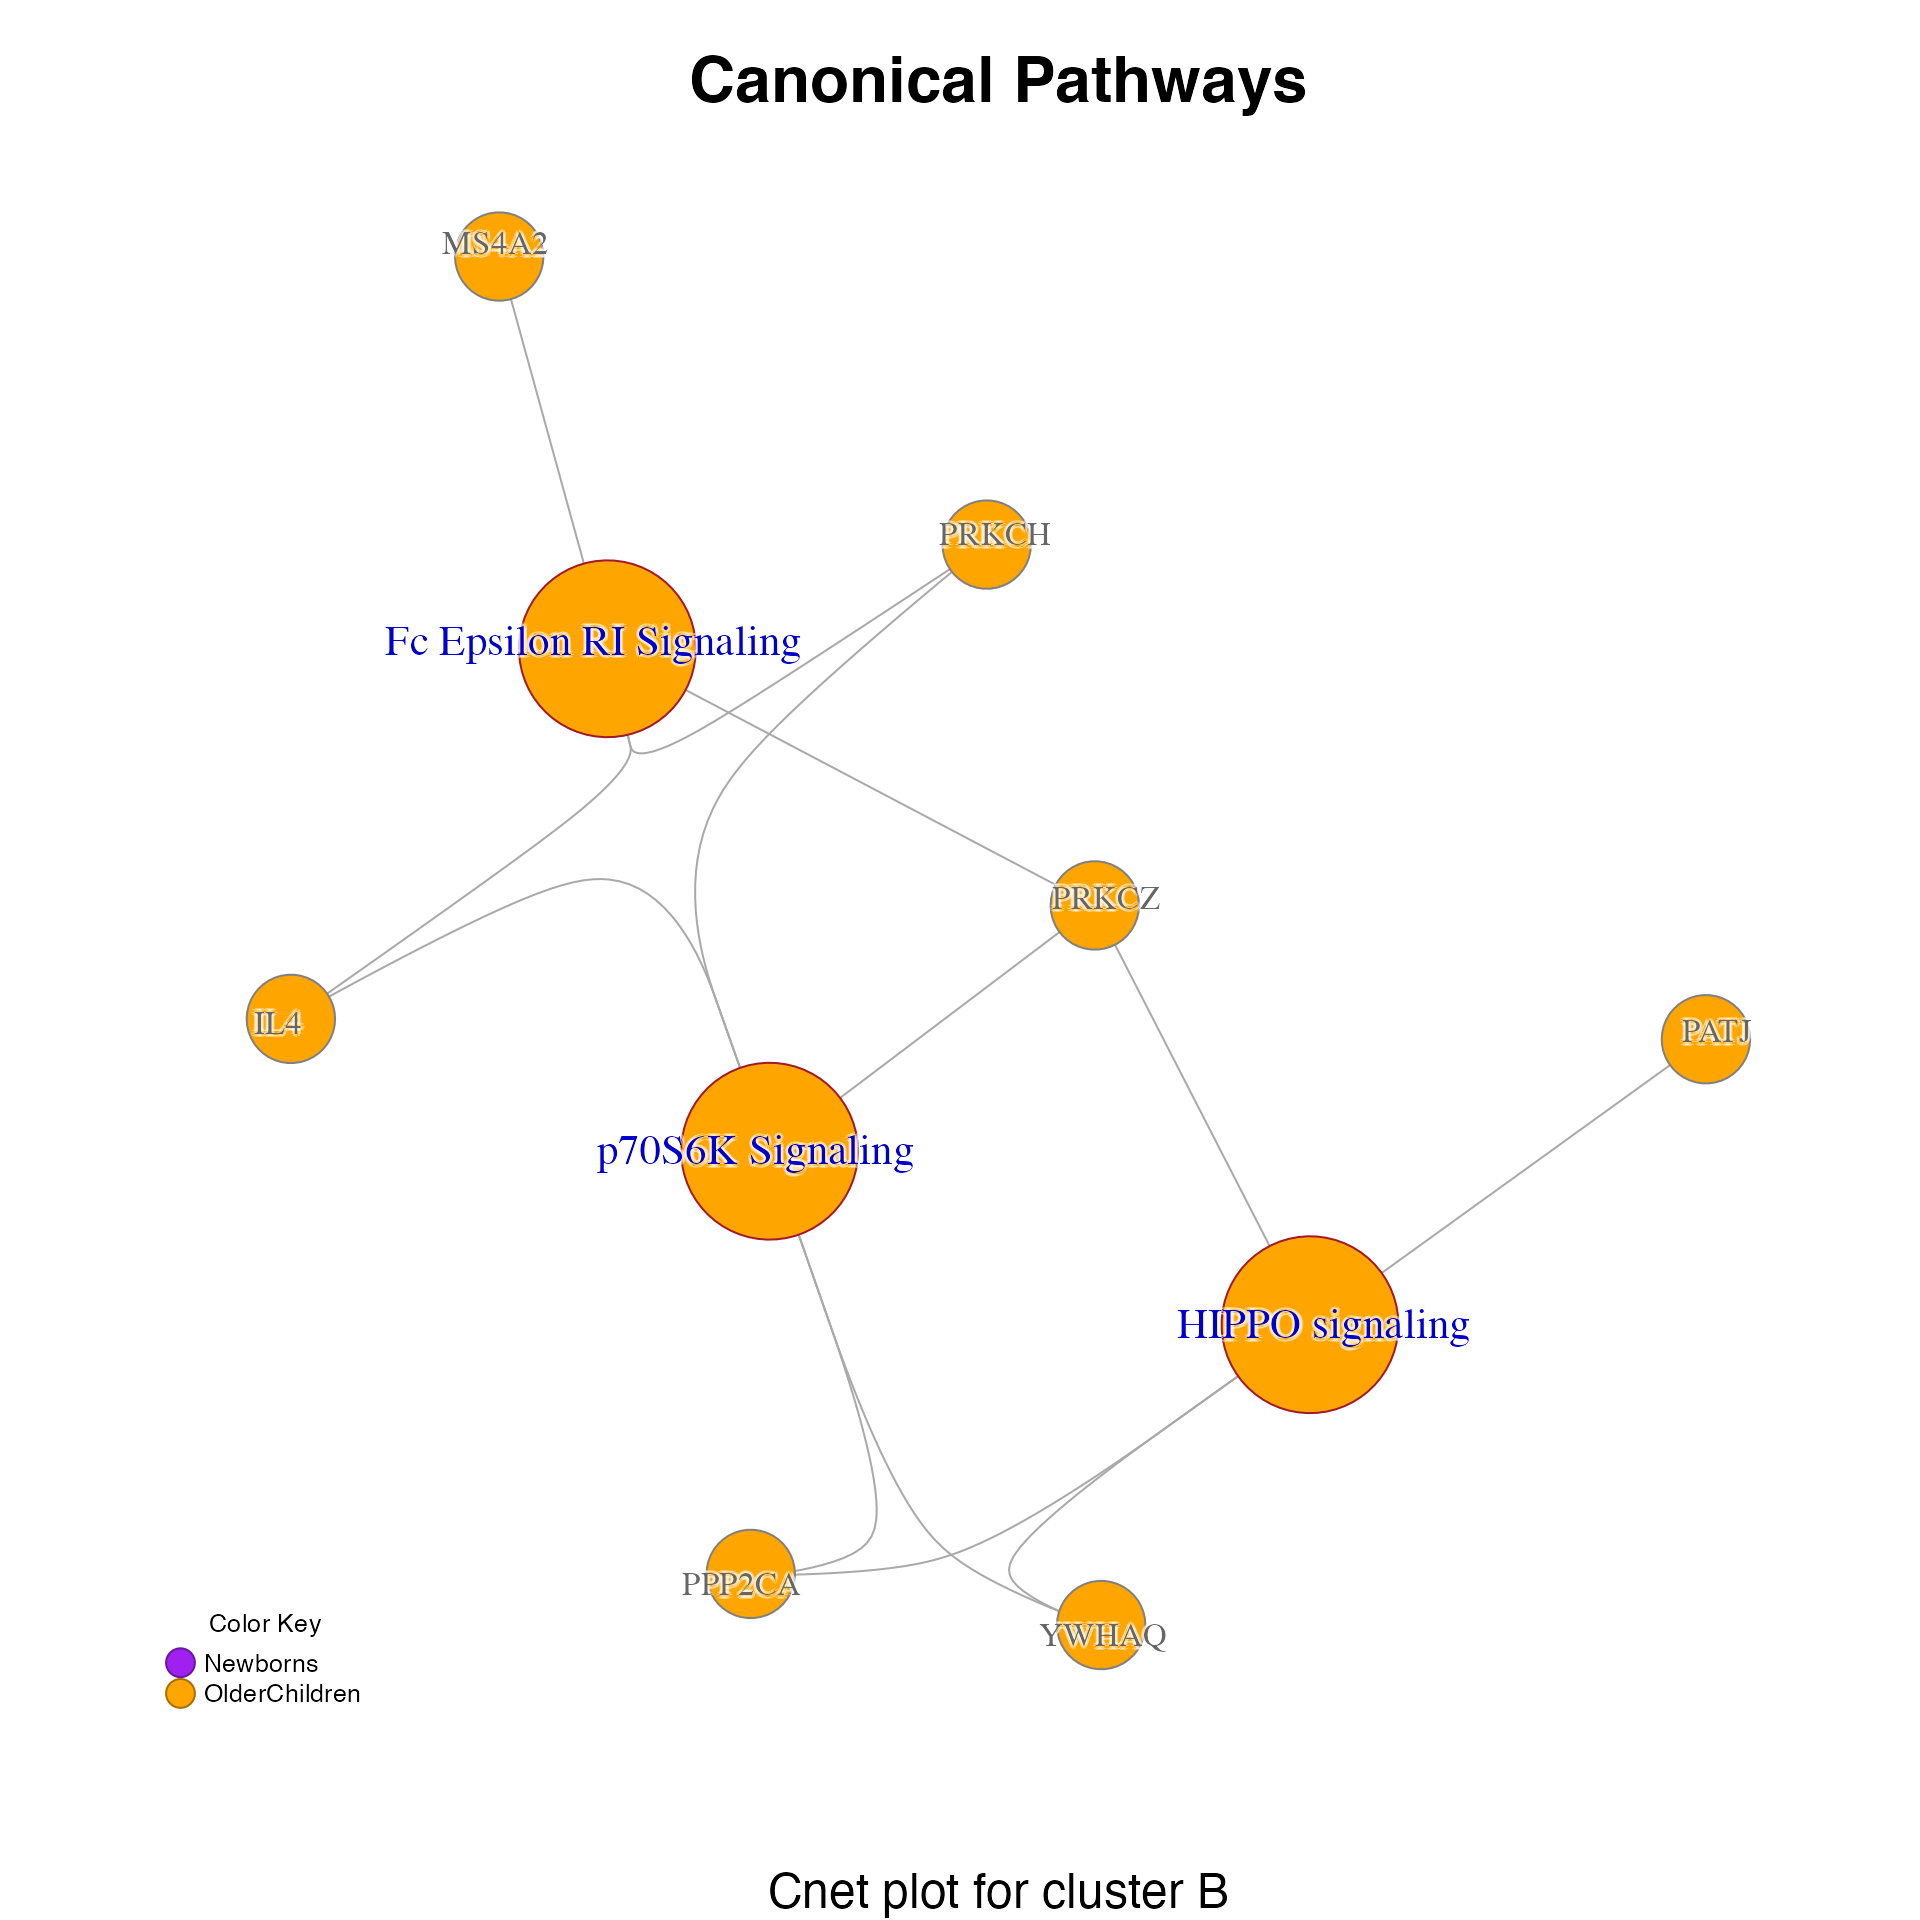 Canonical Pathways
MS4A2
PRKCH
Fc Epsilon RI Signaling
PRKCZ
IL4
PATJ
p70S6K Signaling
HIPPO signaling
PPP2CA
YWHAQ
Color Key
Newborns
OlderChildren
Cnet plot for cluster B